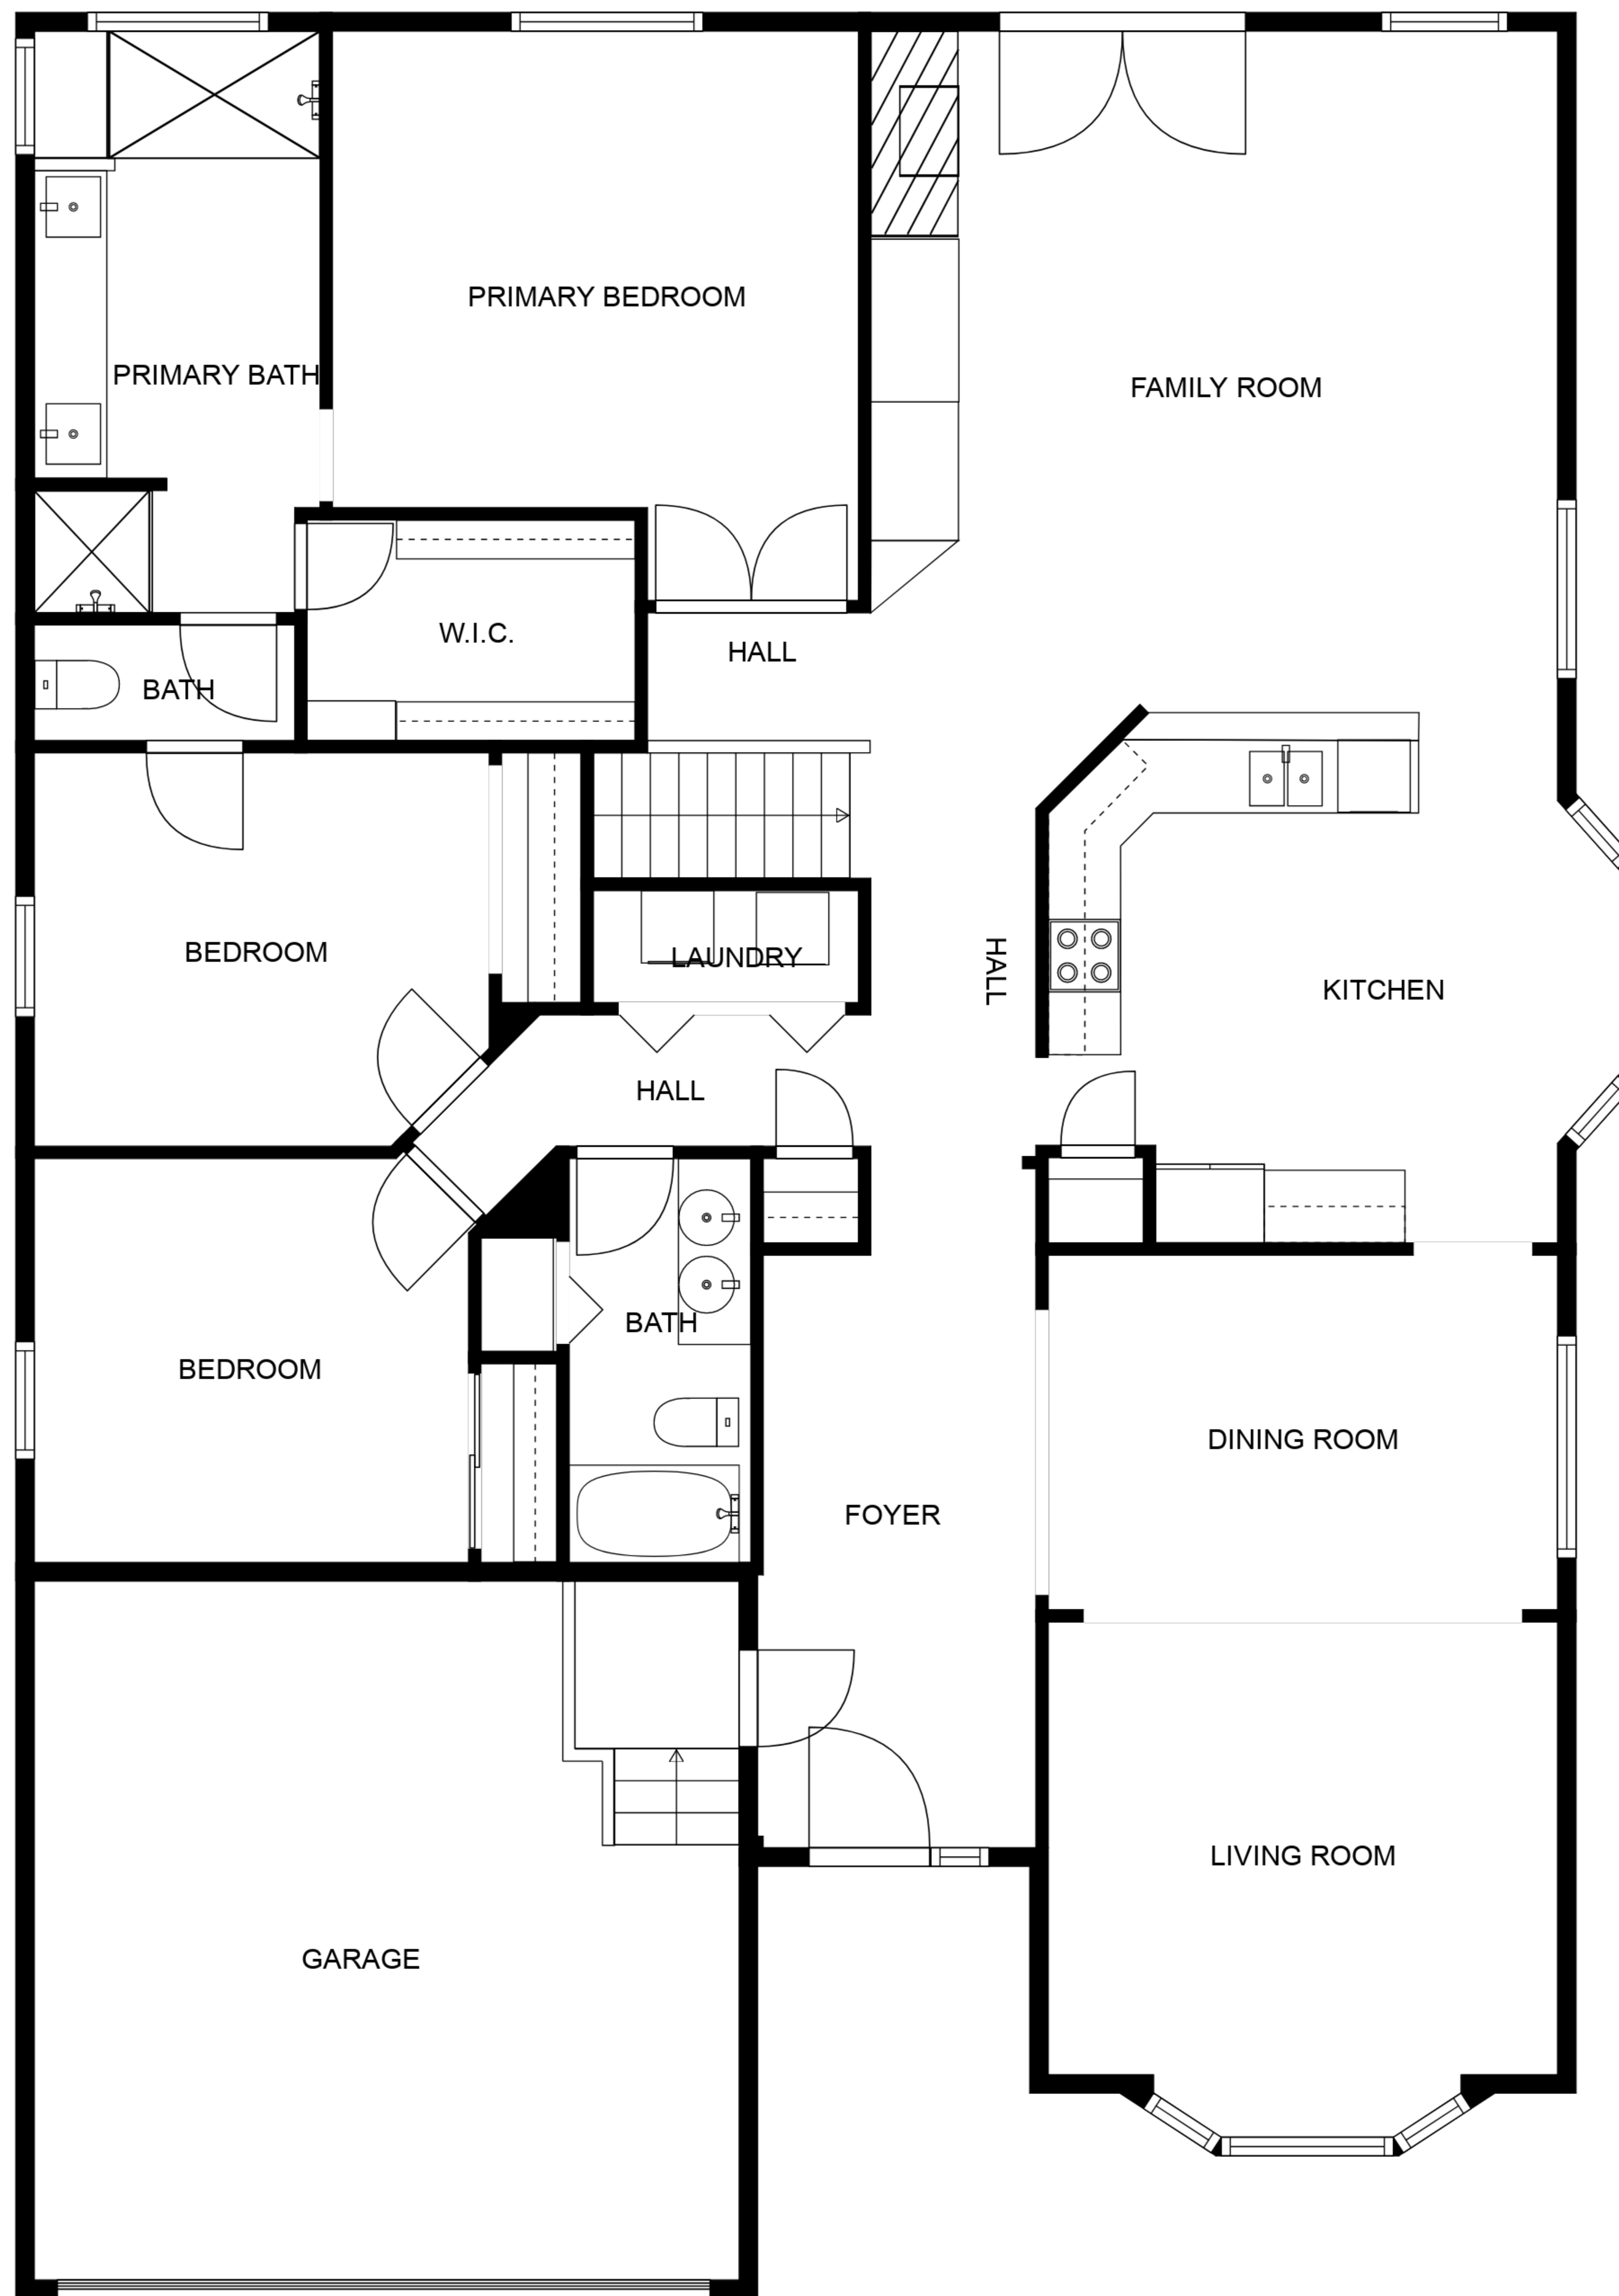 PRIMARY BEDROOM
PRIMARY BATH
FAMILY ROOM
W.I.C.
HALL
BATH
BEDROOM
LAUNDRY
HALL
KITCHEN
HALL
BATH
BEDROOM
DINING ROOM
FOYER
LIVING ROOM
GARAGE